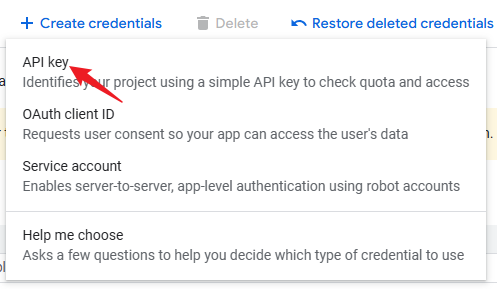 + Create credentials Delete Restore deleted credentials
API key
Identifies your project using a simple API key to check quota and access
OAuth client ID
Requests user consent so your app can access the user's data
Service account
Enables server-to-server, app-level authentication using robot accounts
Help me choose
Asks a few questions to help you decide which type of credential to use